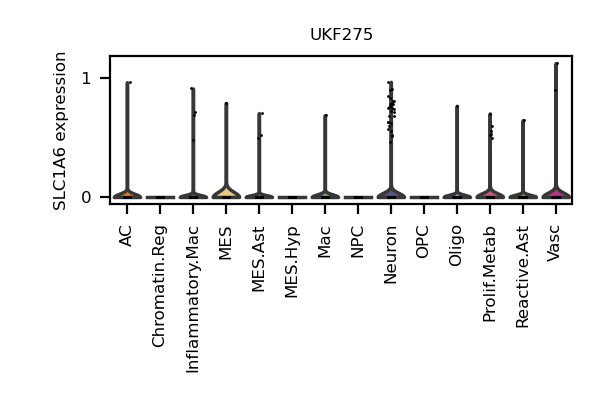 UKF275
SLC1A6 expression
1
0
AC
Chromatin.Reg
Inflammatory.Mac
MES
MES.Ast
MES.Hyp
Mac
NPC
Neuron
OPC
Oligo
Prolif.Metab
Reactive.Ast
Vasc